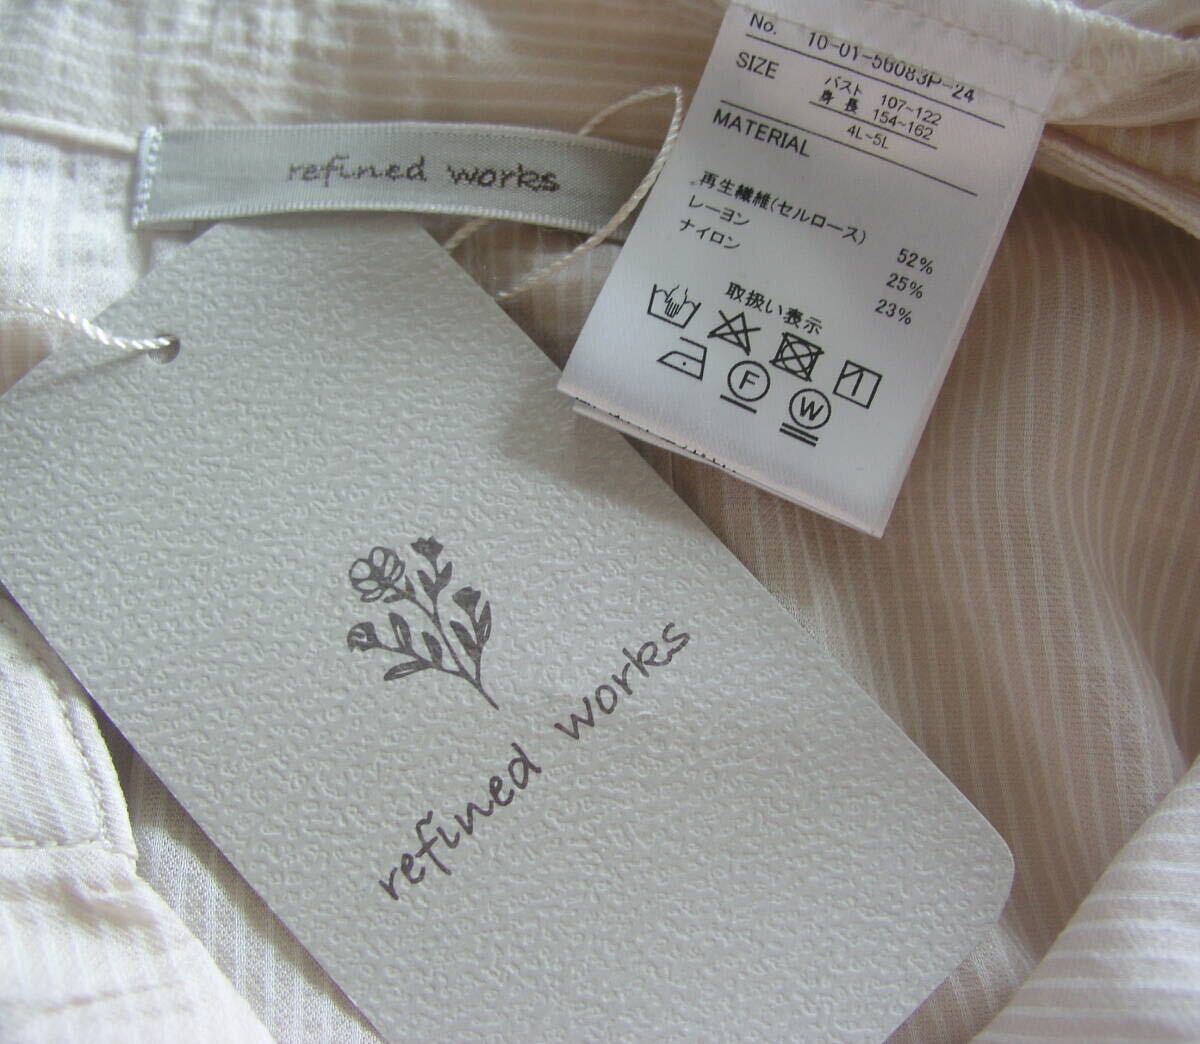 No. 10-01-56083P-24
SIZE
バスト 107~122
身長 154~162
4L~5L
MATERIAL
再生繊維(セルロース) 52%
レーヨン 25%
ナイロン 23%
取扱い表示
F
W
refined works
refined works